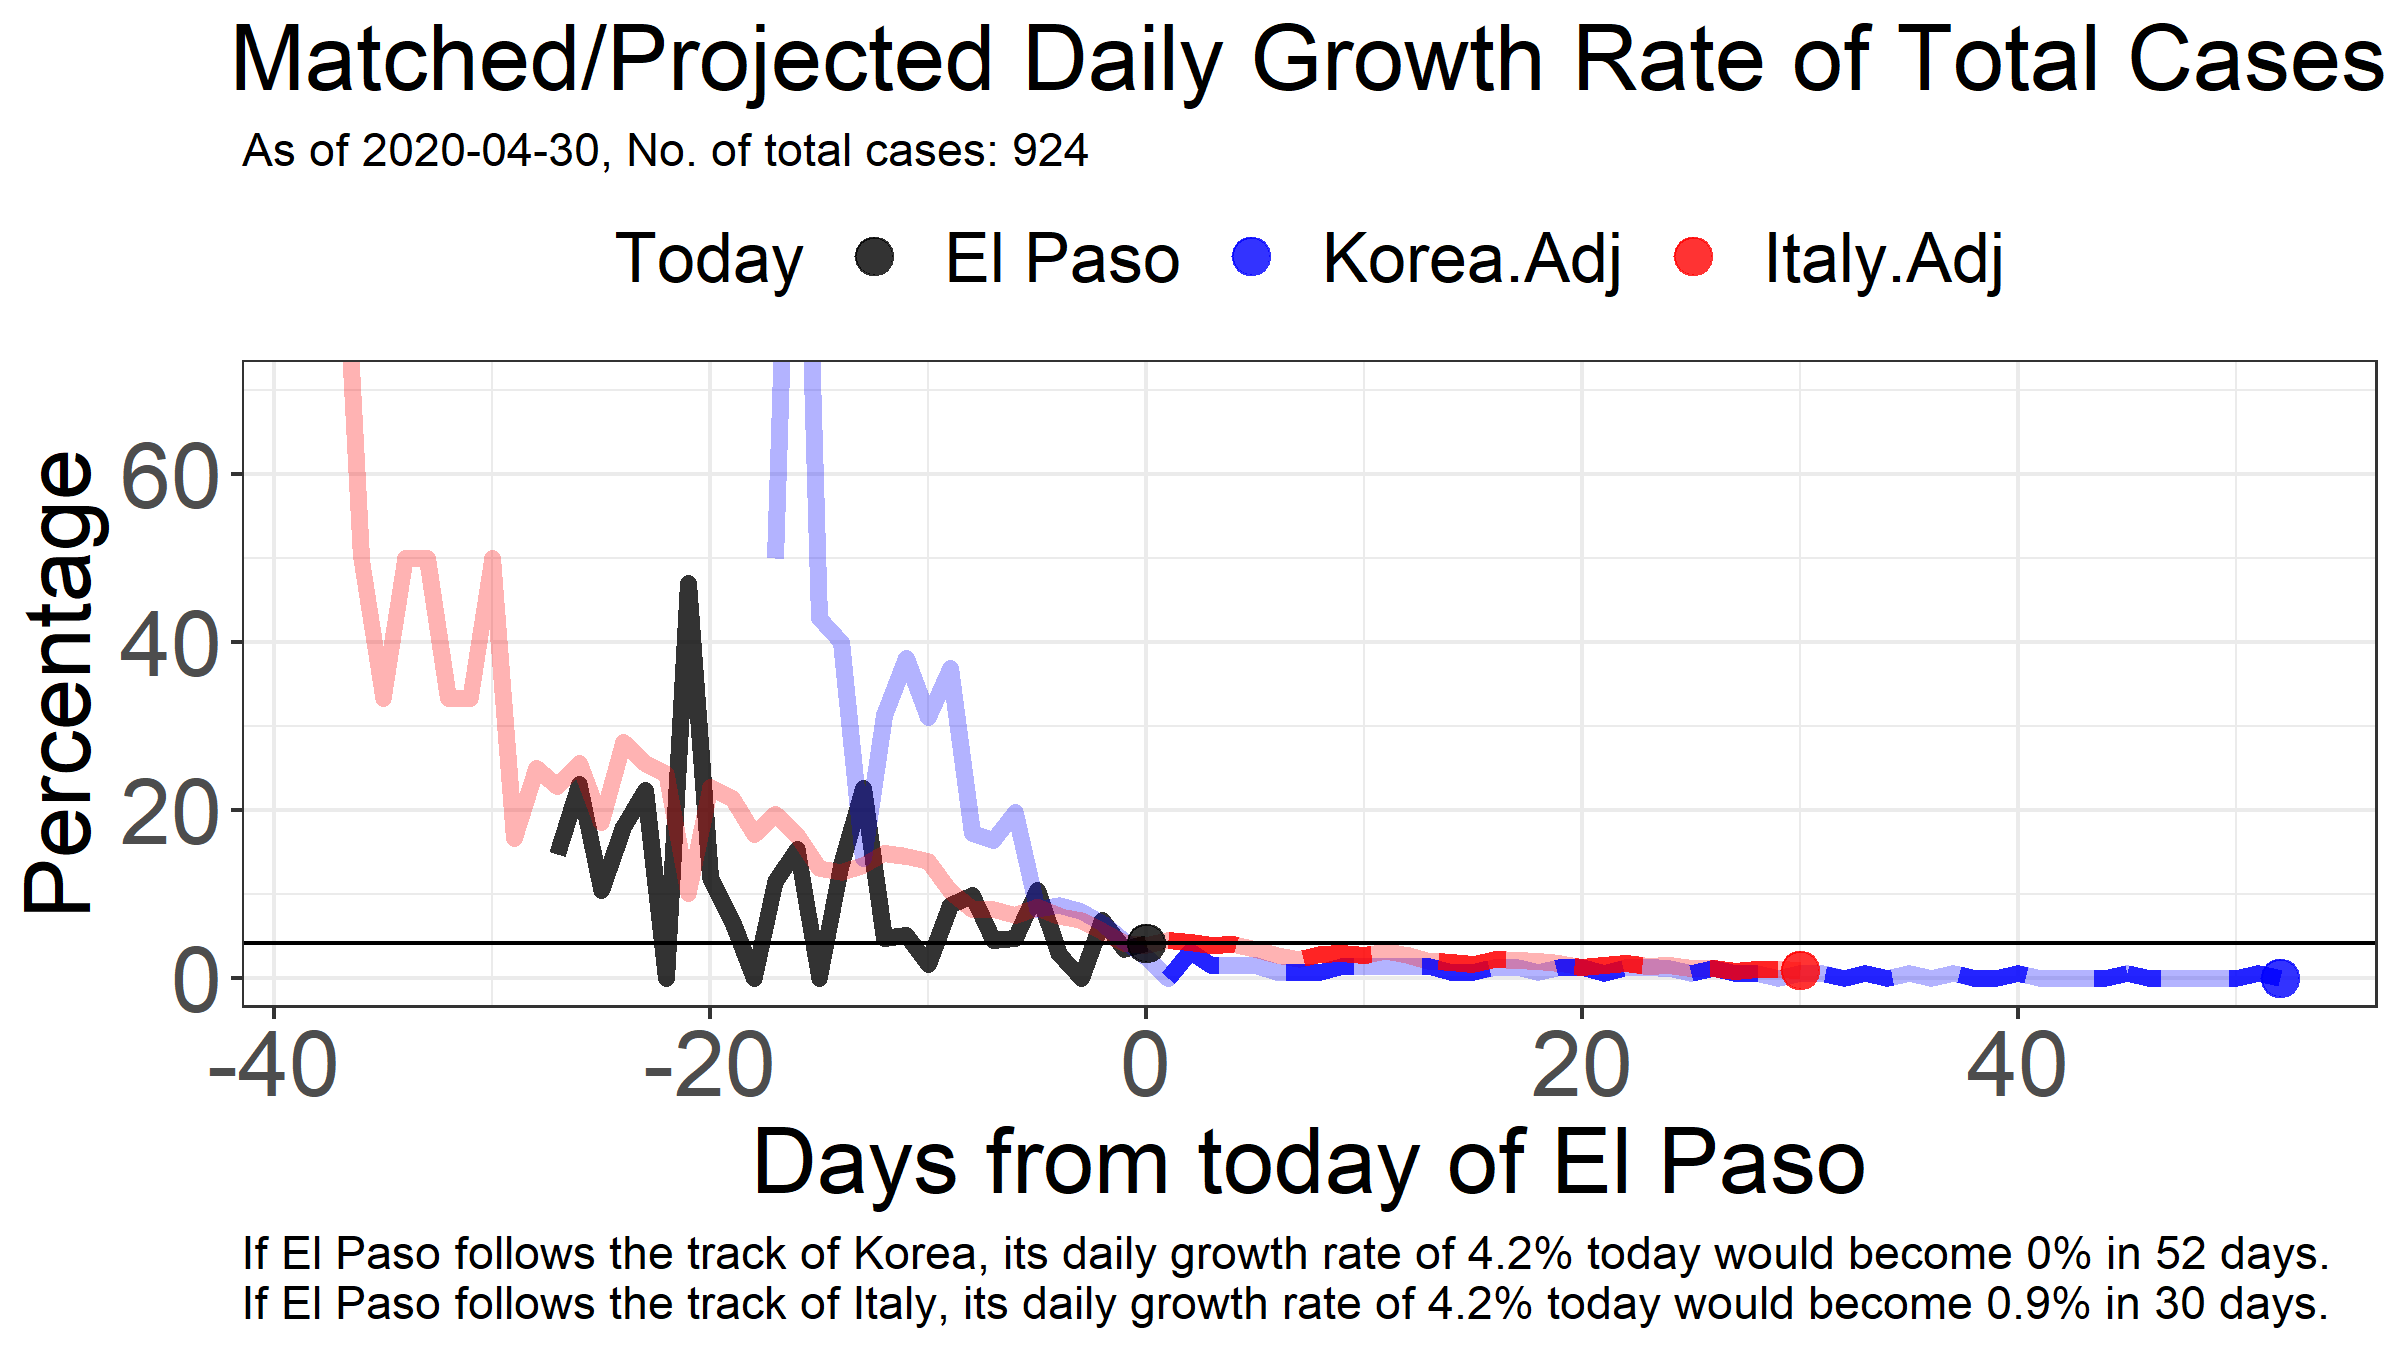 Matched/Projected Daily Growth Rate of Total Cases
As of 2020-04-30, No. of total cases: 924
Today El Paso Korea.Adj Italy.Adj
Percentage
60
40
20
0
-40 -20 0 20 40
Days from today of El Paso
If El Paso follows the track of Korea, its daily growth rate of 4.2% today would become 0% in 52 days.
If El Paso follows the track of Italy, its daily growth rate of 4.2% today would become 0.9% in 30 days.